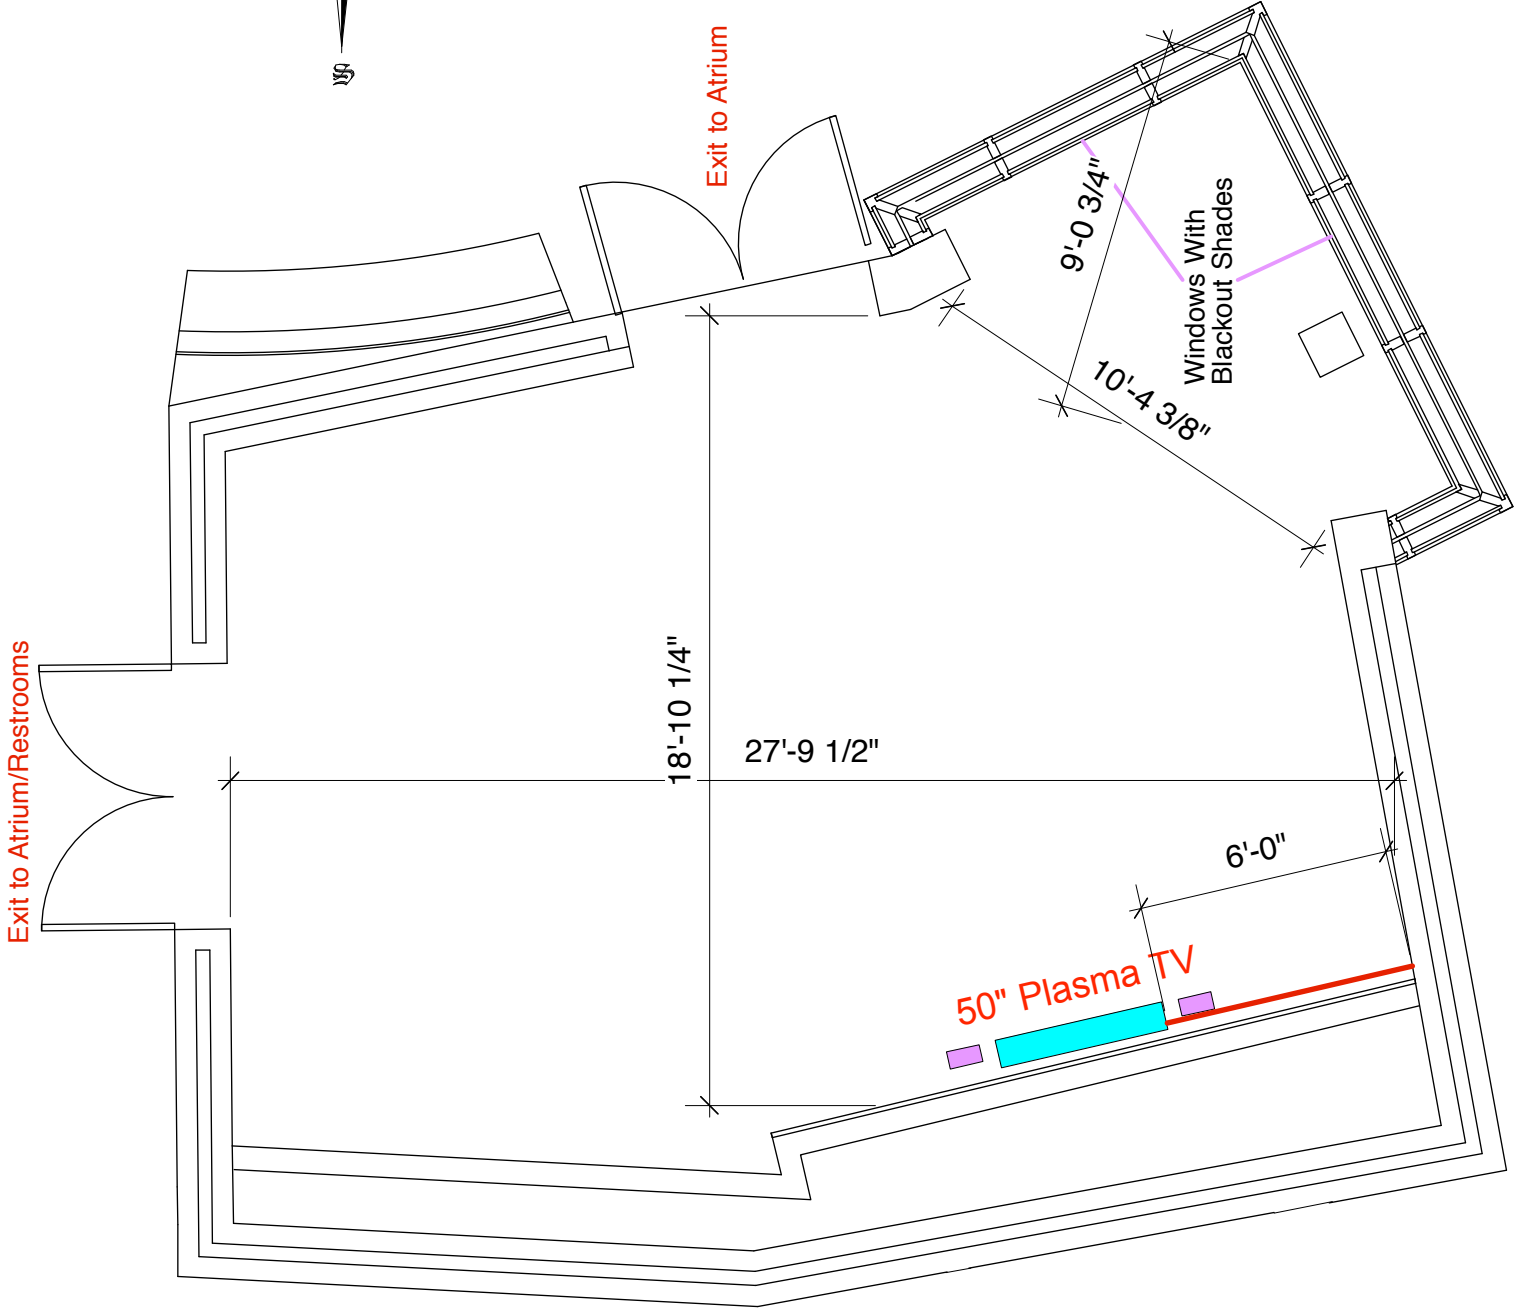 S
Exit to Atrium
9'-0 3/4"
Windows With
Blackout Shades
10'-4 3/8"
Exit to Atrium/Restrooms
18'-10 1/4"
27'-9 1/2"
6'-0"
50" Plasma TV